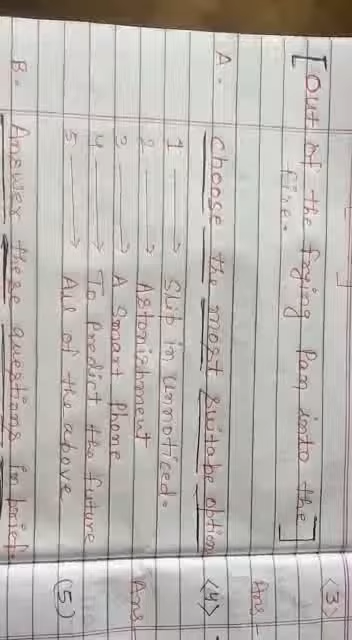 [Out of the frying Pan into the]
fire.
A. Choose the most suitabe option
1 → Slip in unnoticed.
2 → Astonishment
3 → A Smart Phone
4 → To Predict the future
5 → All of the above
B. Answer these questions in brief
<3>
Ans
<4>
Ans
(5)